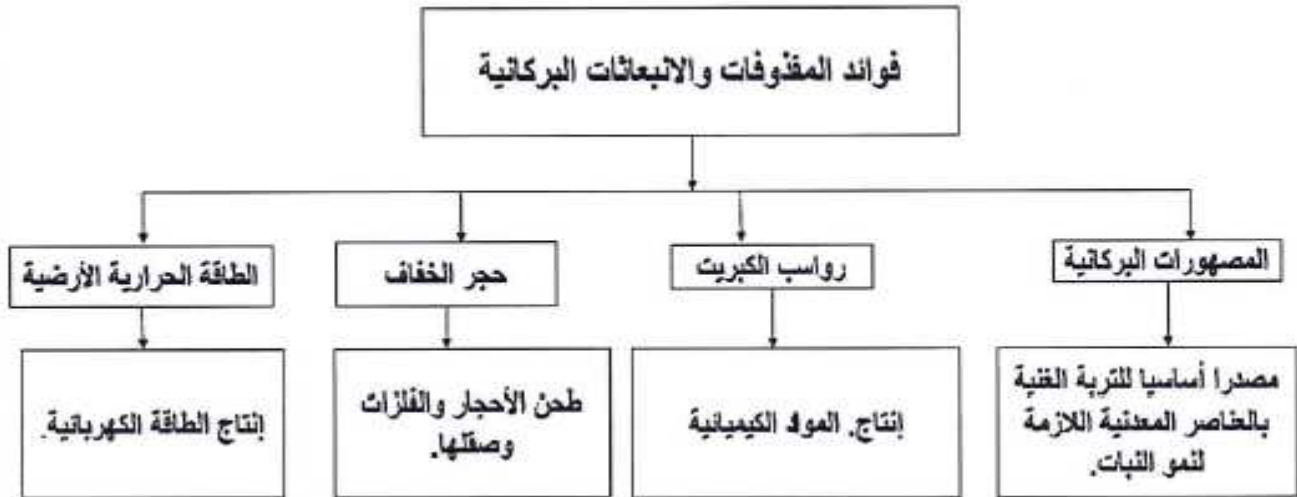 فوائد المقذوفات والانبعاثات البركانية
المصهورات البركانية
رواسب الكبريت
حجر الخفاف
الطاقة الحرارية الأرضية
مصدرا أساسيا للتربة الغنية
بالعناصر المعدنية اللازمة
لنمو النبات.
إنتاج. المواد الكيميائية
طحن الأحجار والفلزات
وصقلها.
إنتاج الطاقة الكهربائية.